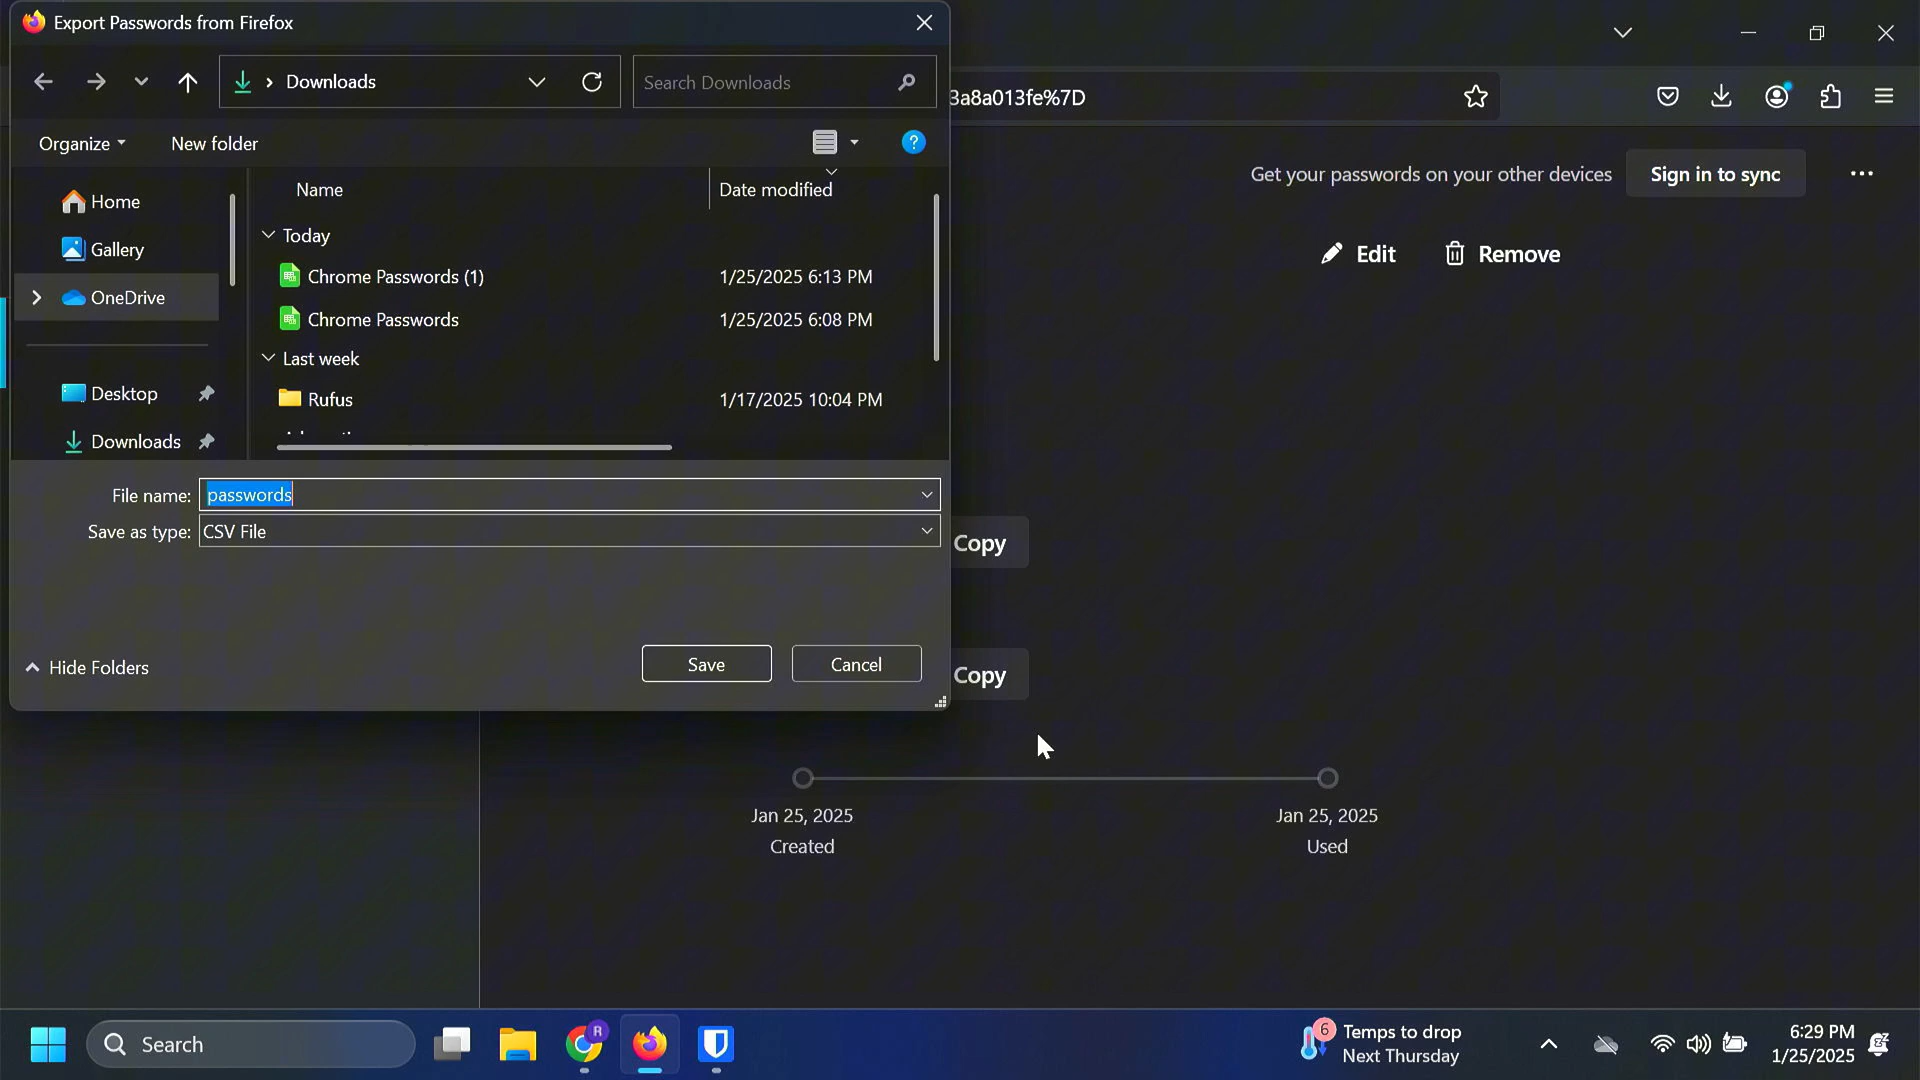 Export Passwords from Firefox
Downloads
Search Downloads
3a8a013fe%7D
Organize
New folder
?
Get your passwords on your other devices
Sign in to sync
Home
Gallery
OneDrive
Desktop
Downloads
Name
Date modified
Today
Chrome Passwords (1)
1/25/2025 6:13 PM
Chrome Passwords
1/25/2025 6:08 PM
Last week
Rufus
1/17/2025 10:04 PM
Edit
Remove
File name:
passwords
Save as type:
CSV File
Copy
Hide Folders
Save
Cancel
Copy
Jan 25, 2025
Created
Jan 25, 2025
Used
Search
R
6
Temps to drop
Next Thursday
6:29 PM
1/25/2025